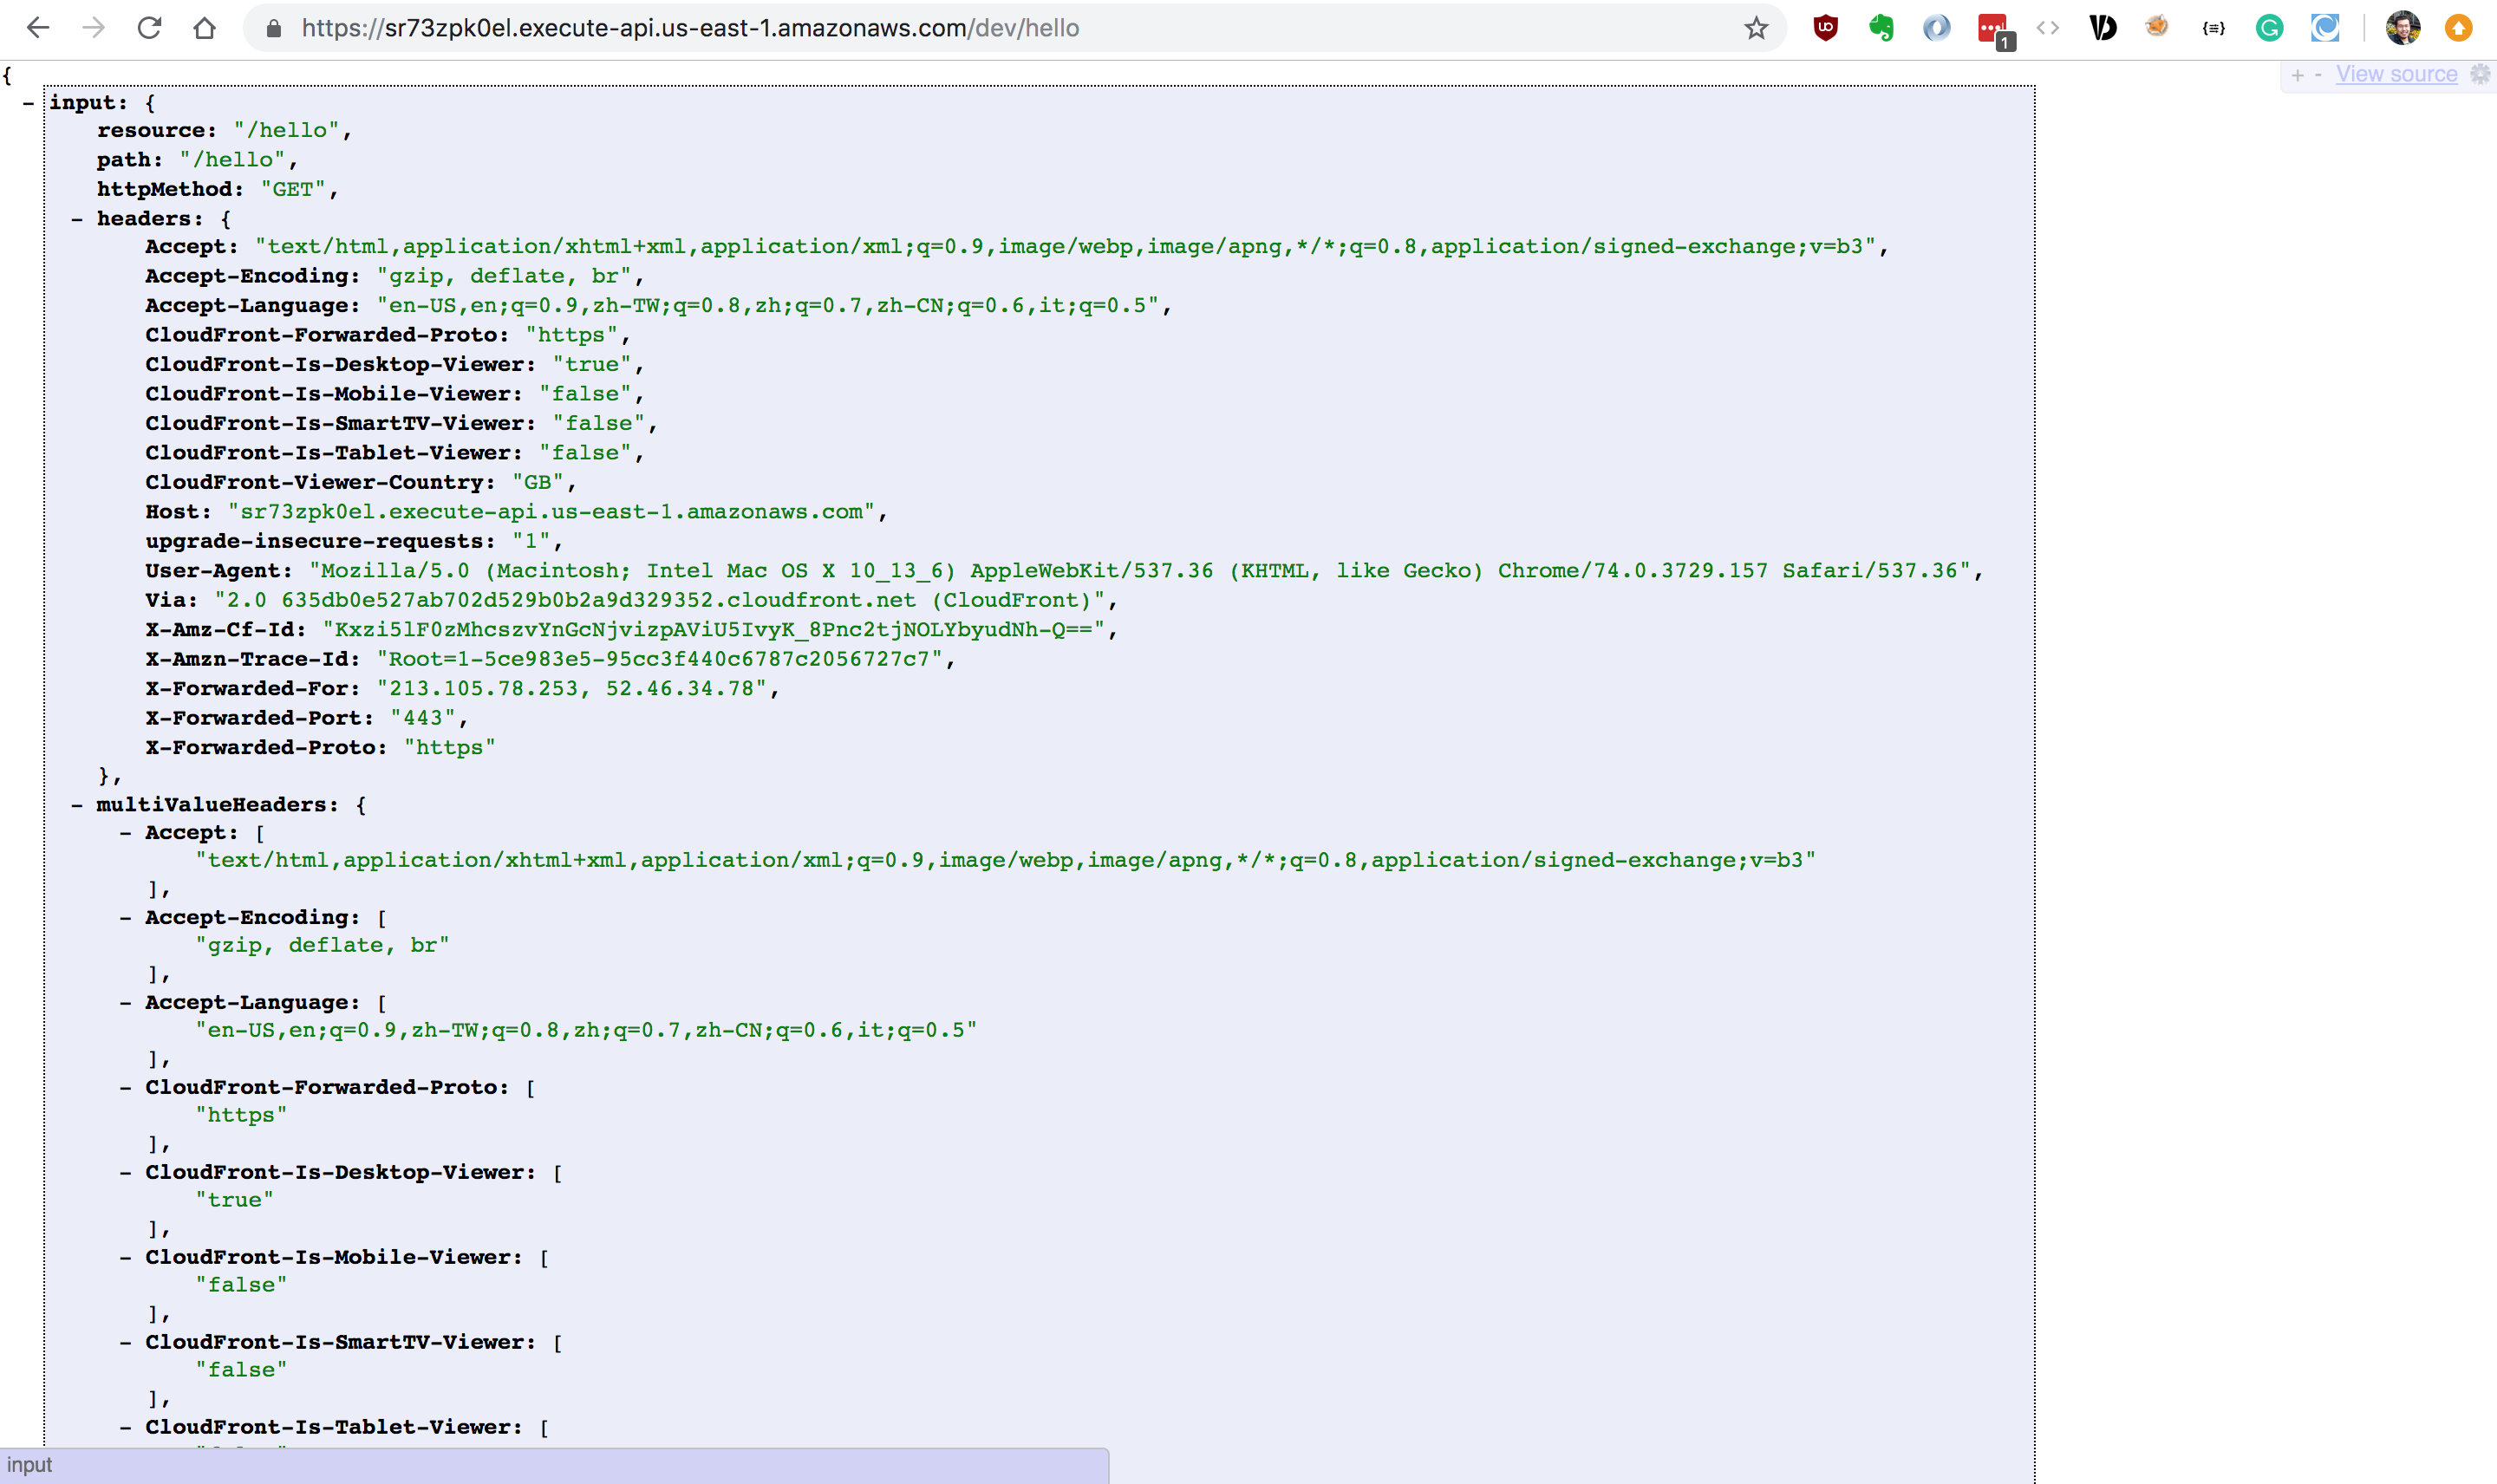 https://sr73zpk0el.execute-api.us-east-1.amazonaws.com/dev/hello
1
{
+ - View source
- input: {
resource: "/hello",
path: "/hello",
httpMethod: "GET",
- headers: {
Accept: "text/html,application/xhtml+xml,application/xml;q=0.9,image/webp,image/apng,*/*;q=0.8,application/signed-exchange;v=b3",
Accept-Encoding: "gzip, deflate, br",
Accept-Language: "en-US,en;q=0.9,zh-TW;q=0.8,zh;q=0.7,zh-CN;q=0.6,it;q=0.5",
CloudFront-Forwarded-Proto: "https",
CloudFront-Is-Desktop-Viewer: "true",
CloudFront-Is-Mobile-Viewer: "false",
CloudFront-Is-SmartTV-Viewer: "false",
CloudFront-Is-Tablet-Viewer: "false",
CloudFront-Viewer-Country: "GB",
Host: "sr73zpk0el.execute-api.us-east-1.amazonaws.com",
upgrade-insecure-requests: "1",
User-Agent: "Mozilla/5.0 (Macintosh; Intel Mac OS X 10_13_6) AppleWebKit/537.36 (KHTML, like Gecko) Chrome/74.0.3729.157 Safari/537.36",
Via: "2.0 635db0e527ab702d529b0b2a9d329352.cloudfront.net (CloudFront)",
X-Amz-Cf-Id: "Kxzi5lF0zMhcszvYnGcNjvizpAViU5IvyK_8Pnc2tjNOLYbyudNh-Q==",
X-Amzn-Trace-Id: "Root=1-5ce983e5-95cc3f440c6787c2056727c7",
X-Forwarded-For: "213.105.78.253, 52.46.34.78",
X-Forwarded-Port: "443",
X-Forwarded-Proto: "https"
},
- multiValueHeaders: {
- Accept: [
"text/html,application/xhtml+xml,application/xml;q=0.9,image/webp,image/apng,*/*;q=0.8,application/signed-exchange;v=b3"
],
- Accept-Encoding: [
"gzip, deflate, br"
],
- Accept-Language: [
"en-US,en;q=0.9,zh-TW;q=0.8,zh;q=0.7,zh-CN;q=0.6,it;q=0.5"
],
- CloudFront-Forwarded-Proto: [
"https"
],
- CloudFront-Is-Desktop-Viewer: [
"true"
],
- CloudFront-Is-Mobile-Viewer: [
"false"
],
- CloudFront-Is-SmartTV-Viewer: [
"false"
],
- CloudFront-Is-Tablet-Viewer: [
input